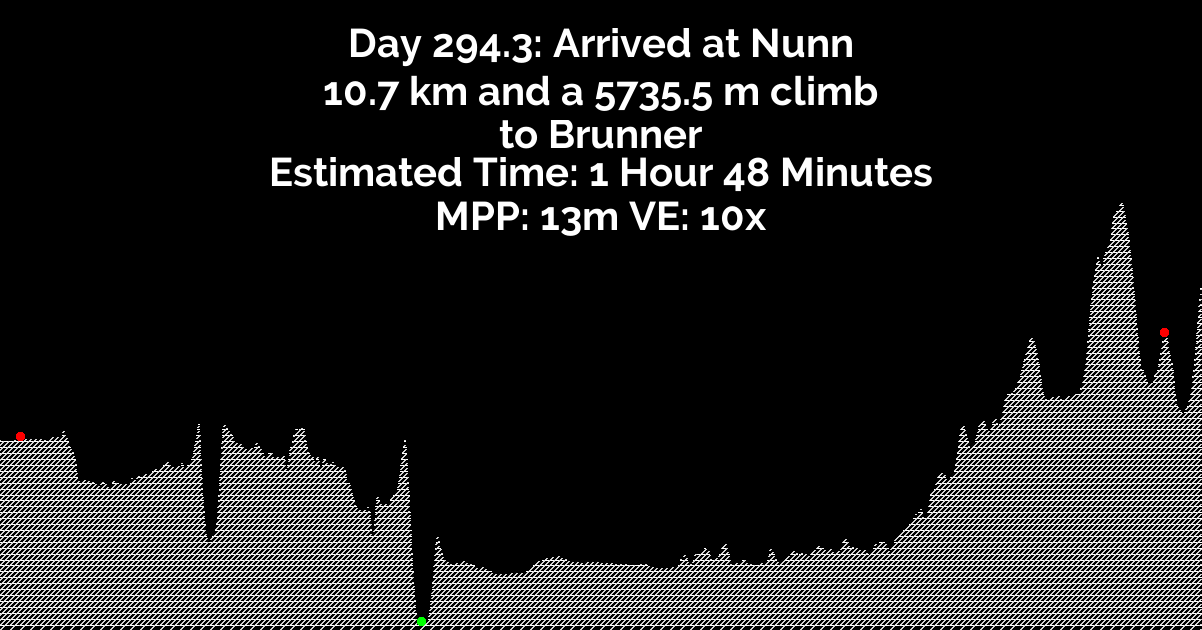 Day 294.3: Arrived at Nunn
10.7 km and a 5735.5 m climb
to Brunner
Estimated Time: 1 Hour 48 Minutes
MPP: 13m VE: 10x